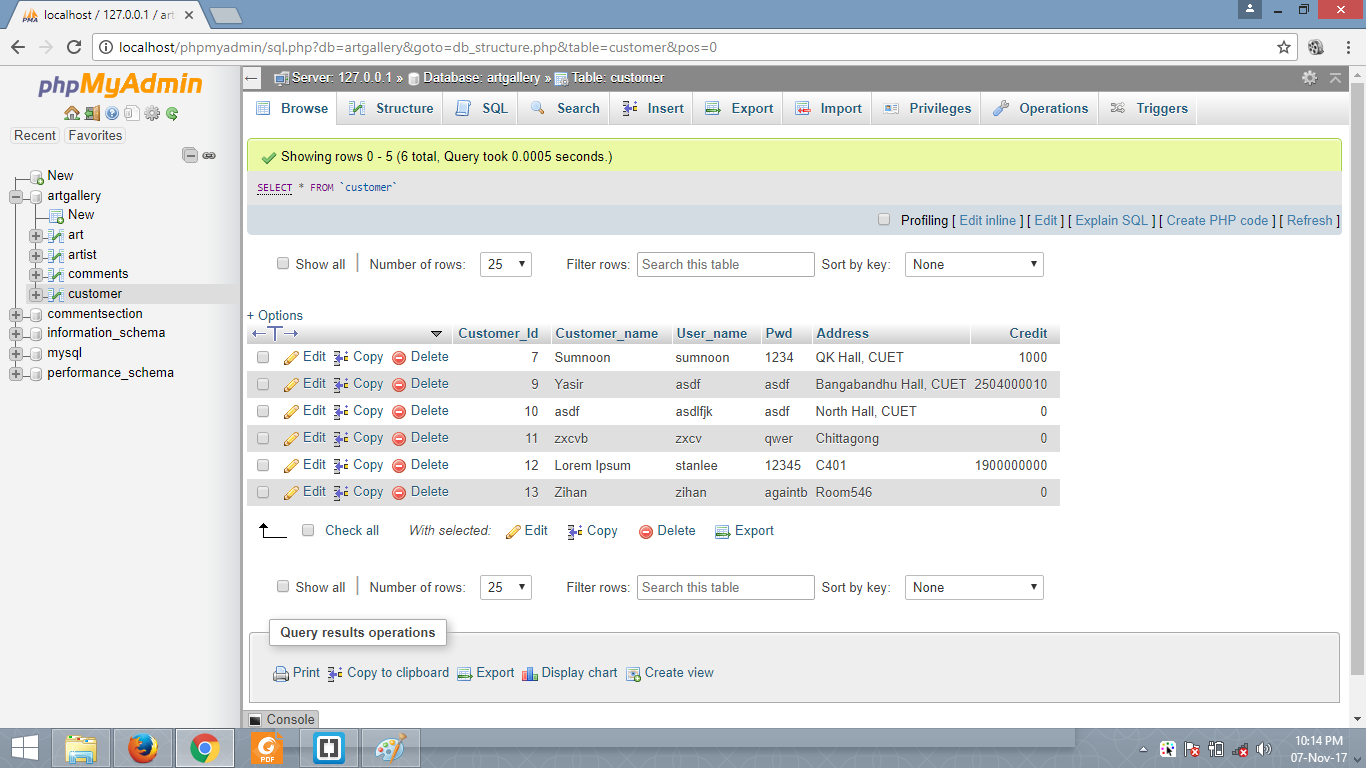 localhost / 127.0.0.1 / art
localhost/phpmyadmin/sql.php?db=artgallery&goto=db_structure.php&table=customer&pos=0
phpMyAdmin
Recent Favorites
New
artgallery
New
art
artist
comments
customer
commentsection
information_schema
mysql
performance_schema
Server: 127.0.0.1 » Database: artgallery » Table: customer
Browse Structure SQL Search Insert Export Import Privileges Operations Triggers
Showing rows 0 - 5 (6 total, Query took 0.0005 seconds.)
SELECT * FROM `customer`
Profiling [ Edit inline ] [ Edit ] [ Explain SQL ] [ Create PHP code ] [ Refresh ]
Show all Number of rows: 25 Filter rows: Search this table Sort by key: None
+ Options
←T→ Customer_Id Customer_name User_name Pwd Address Credit
Edit Copy Delete 7 Sumnoon sumnoon 1234 QK Hall, CUET 1000
Edit Copy Delete 9 Yasir asdf asdf Bangabandhu Hall, CUET 2504000010
Edit Copy Delete 10 asdf asdlfjk asdf North Hall, CUET 0
Edit Copy Delete 11 zxcvb zxcv qwer Chittagong 0
Edit Copy Delete 12 Lorem Ipsum stanlee 12345 C401 1900000000
Edit Copy Delete 13 Zihan zihan againtb Room546 0
Check all With selected: Edit Copy Delete Export
Show all Number of rows: 25 Filter rows: Search this table Sort by key: None
Query results operations
Print Copy to clipboard Export Display chart Create view
Console
PDF
10:14 PM
07-Nov-17